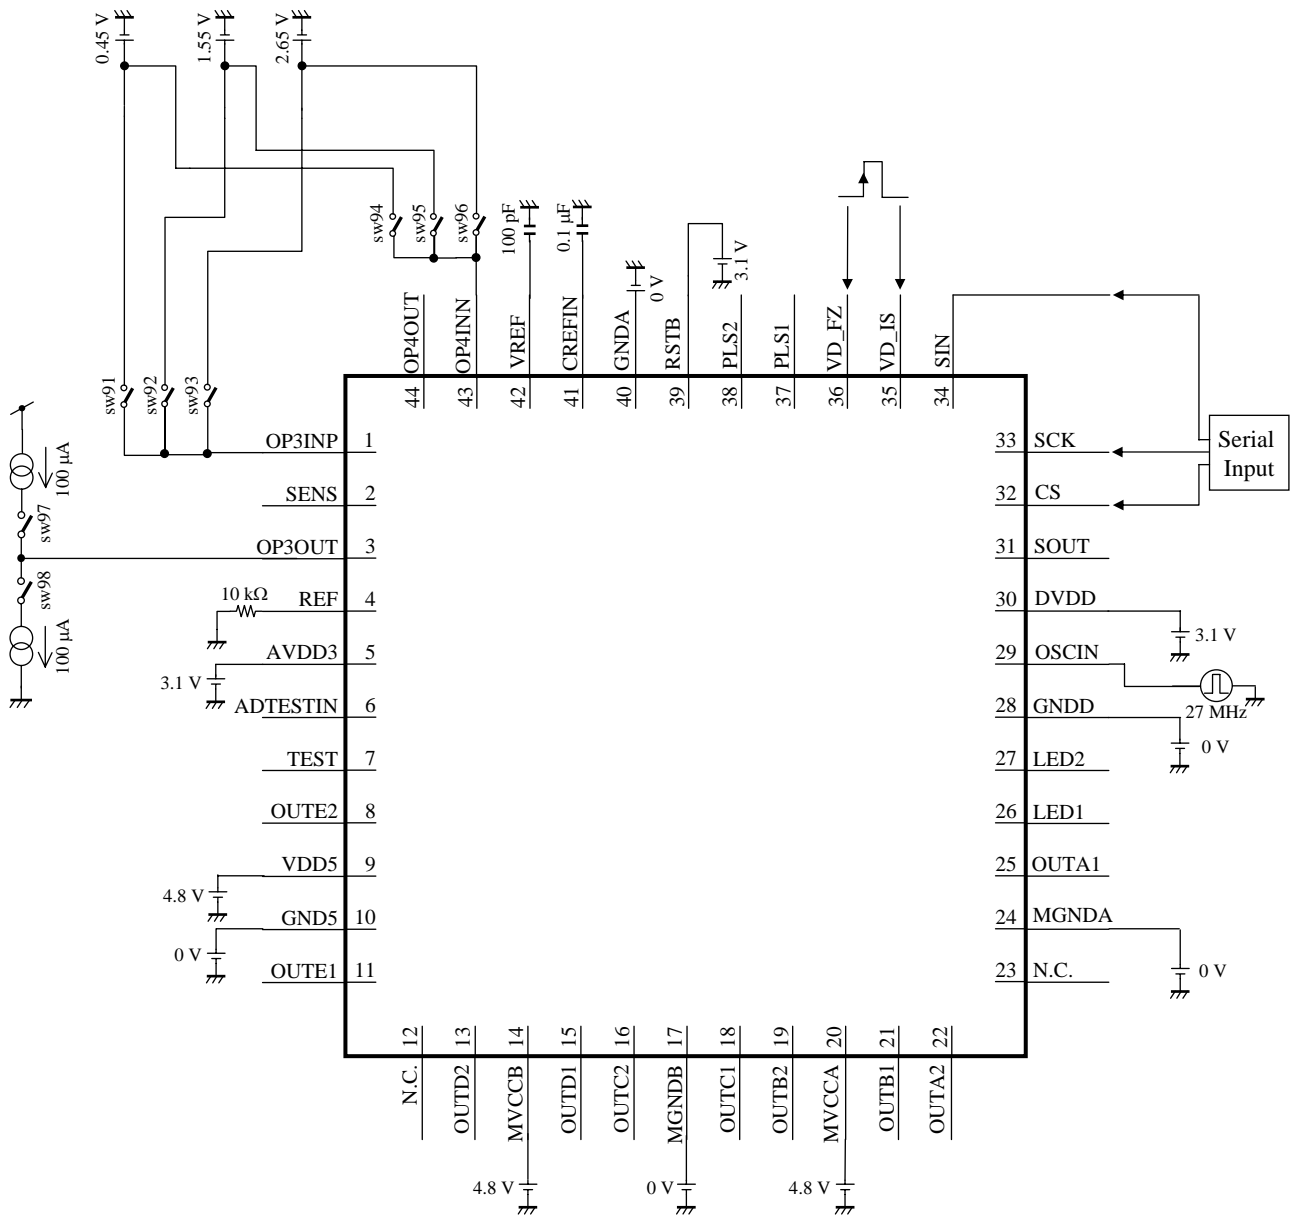 0.45 V
1.55 V
2.65 V
sw94
sw95
sw96
100 pF
0.1 µF
0 V
3.1 V
OP4OUT
OP4INN
VREF
CREFIN
GNDA
RSTB
PLS2
PLS1
VD_FZ
VD_IS
SIN
44
43
42
41
40
39
38
37
36
35
34
sw91
sw92
sw93
100 µA
sw97
sw98
100 µA
OP3INP 1
SENS 2
OP3OUT 3
10 kΩ
REF 4
AVDD3 5
3.1 V
ADTESTIN 6
TEST 7
OUTE2 8
VDD5 9
4.8 V
GND5 10
0 V
OUTE1 11
33 SCK
Serial
Input
32 CS
31 SOUT
30 DVDD
3.1 V
29 OSCIN
27 MHz
28 GNDD
0 V
27 LED2
26 LED1
25 OUTA1
24 MGNDA
0 V
23 N.C.
12
13
14
15
16
17
18
19
20
21
22
N.C.
OUTD2
MVCCB
OUTD1
OUTC2
MGNDB
OUTC1
OUTB2
MVCCA
OUTB1
OUTA2
4.8 V
0 V
4.8 V